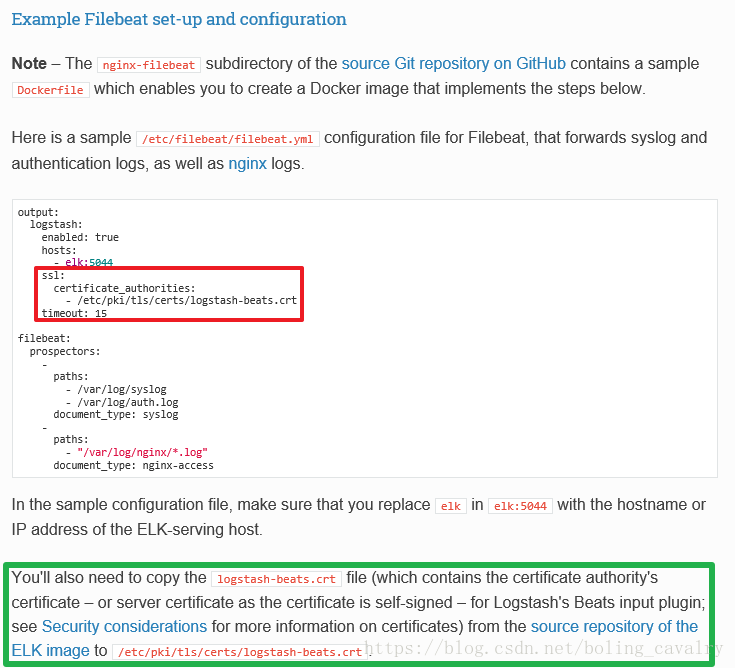 Example Filebeat set-up and configuration
Note – The nginx-filebeat subdirectory of the source Git repository on GitHub contains a sample
Dockerfile which enables you to create a Docker image that implements the steps below.
Here is a sample /etc/filebeat/filebeat.yml configuration file for Filebeat, that forwards syslog and
authentication logs, as well as nginx logs.
output:
  logstash:
    enabled: true
    hosts:
      - elk:5044
    ssl:
      certificate_authorities:
        - /etc/pki/tls/certs/logstash-beats.crt
    timeout: 15
filebeat:
  prospectors:
    -
      paths:
        - /var/log/syslog
        - /var/log/auth.log
      document_type: syslog
    -
      paths:
        - "/var/log/nginx/*.log"
      document_type: nginx-access
In the sample configuration file, make sure that you replace elk in elk:5044 with the hostname or
IP address of the ELK-serving host.
You'll also need to copy the logstash-beats.crt file (which contains the certificate authority's
certificate – or server certificate as the certificate is self-signed – for Logstash's Beats input plugin;
see Security considerations for more information on certificates) from the source repository of the
ELK image to /etc/pki/tls/certs/logstash-beats.crt.
https://blog.csdn.net/boling_cavalry